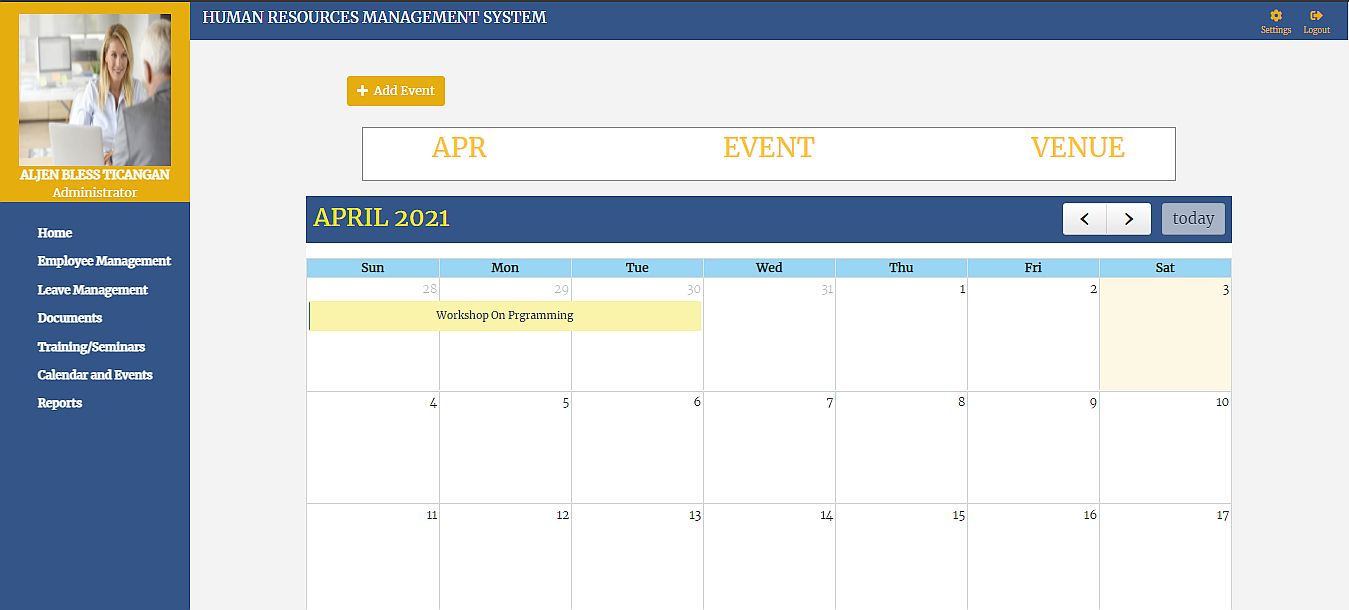 HUMAN RESOURCES MANAGEMENT SYSTEM
Settings
Logout
ALJEN BLESS TICANGAN
Administrator
Home
Employee Management
Leave Management
Documents
Training/Seminars
Calendar and Events
Reports
Add Event
APR EVENT VENUE
APRIL 2021
today
Sun Mon Tue Wed Thu Fri Sat
28 29 30 31 1 2 3
Workshop On Prgramming
4 5 6 7 8 9 10
11 12 13 14 15 16 17